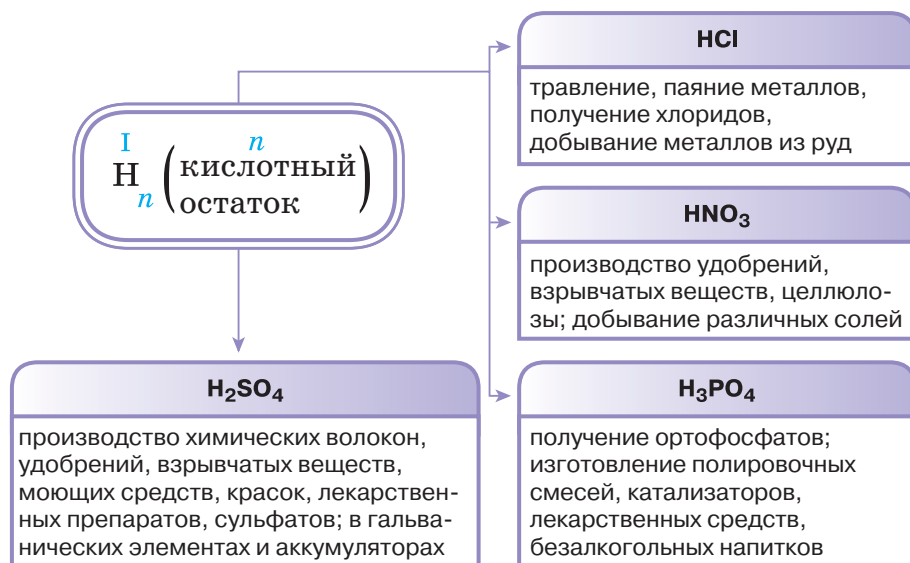 I n
H n (кислотный
остаток)
HCl
травление, паяние металлов,
получение хлоридов,
добывание металлов из руд
HNO₃
производство удобрений,
взрывчатых веществ, целлюло-
зы; добывание различных солей
H₂SO₄
производство химических волокон,
удобрений, взрывчатых веществ,
моющих средств, красок, лекарствен-
ных препаратов, сульфатов; в гальва-
нических элементах и аккумуляторах
H₃PO₄
получение ортофосфатов;
изготовление полировочных
смесей, катализаторов,
лекарственных средств,
безалкогольных напитков